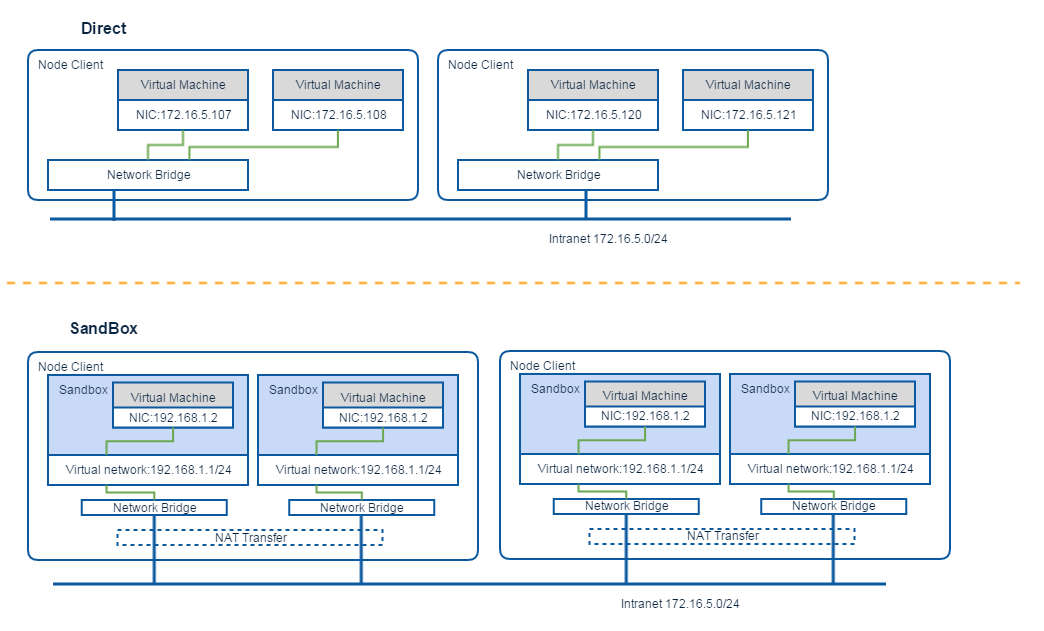 Direct
Node Client
Virtual Machine
NIC:172.16.5.107
Virtual Machine
NIC:172.16.5.108
Network Bridge
Node Client
Virtual Machine
NIC:172.16.5.120
Virtual Machine
NIC:172.16.5.121
Network Bridge
Intranet 172.16.5.0/24
SandBox
Node Client
Sandbox
Virtual Machine
NIC:192.168.1.2
Virtual network:192.168.1.1/24
Network Bridge
Sandbox
Virtual Machine
NIC:192.168.1.2
Virtual network:192.168.1.1/24
Network Bridge
NAT Transfer
Node Client
Sandbox
Virtual Machine
NIC:192.168.1.2
Virtual network:192.168.1.1/24
Network Bridge
Sandbox
Virtual Machine
NIC:192.168.1.2
Virtual network:192.168.1.1/24
Network Bridge
NAT Transfer
Intranet 172.16.5.0/24